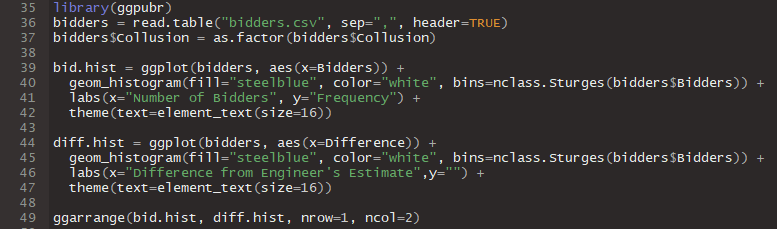 35 library(ggpubr)
36 bidders = read.table("bidders.csv", sep=",", header=TRUE)
37 bidders$Collusion = as.factor(bidders$Collusion)
38
39 bid.hist = ggplot(bidders, aes(x=Bidders)) +
40   geom_histogram(fill="steelblue", color="white", bins=nclass.Sturges(bidders$Bidders)) +
41   labs(x="Number of Bidders", y="Frequency") +
42   theme(text=element_text(size=16))
43
44 diff.hist = ggplot(bidders, aes(x=Difference)) +
45   geom_histogram(fill="steelblue", color="white", bins=nclass.Sturges(bidders$Bidders)) +
46   labs(x="Difference from Engineer's Estimate",y="") +
47   theme(text=element_text(size=16))
48
49 ggarrange(bid.hist, diff.hist, nrow=1, ncol=2)